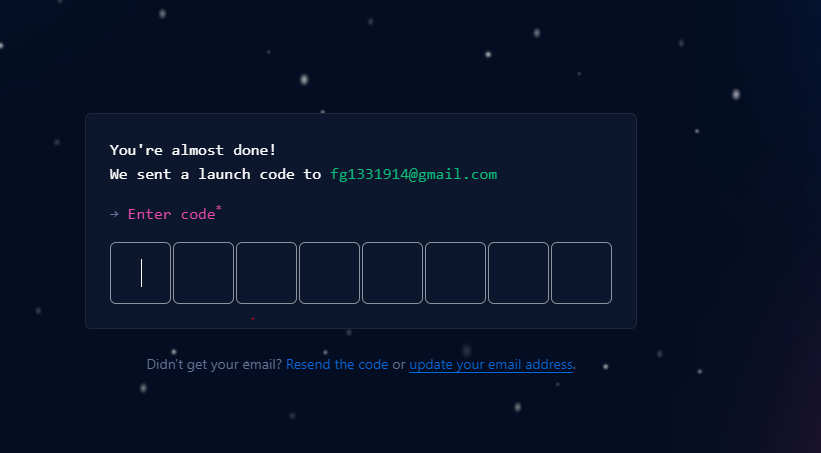 You're almost done!
We sent a launch code to fg1331914@gmail.com
→ Enter code*
Didn't get your email? Resend the code or update your email address.